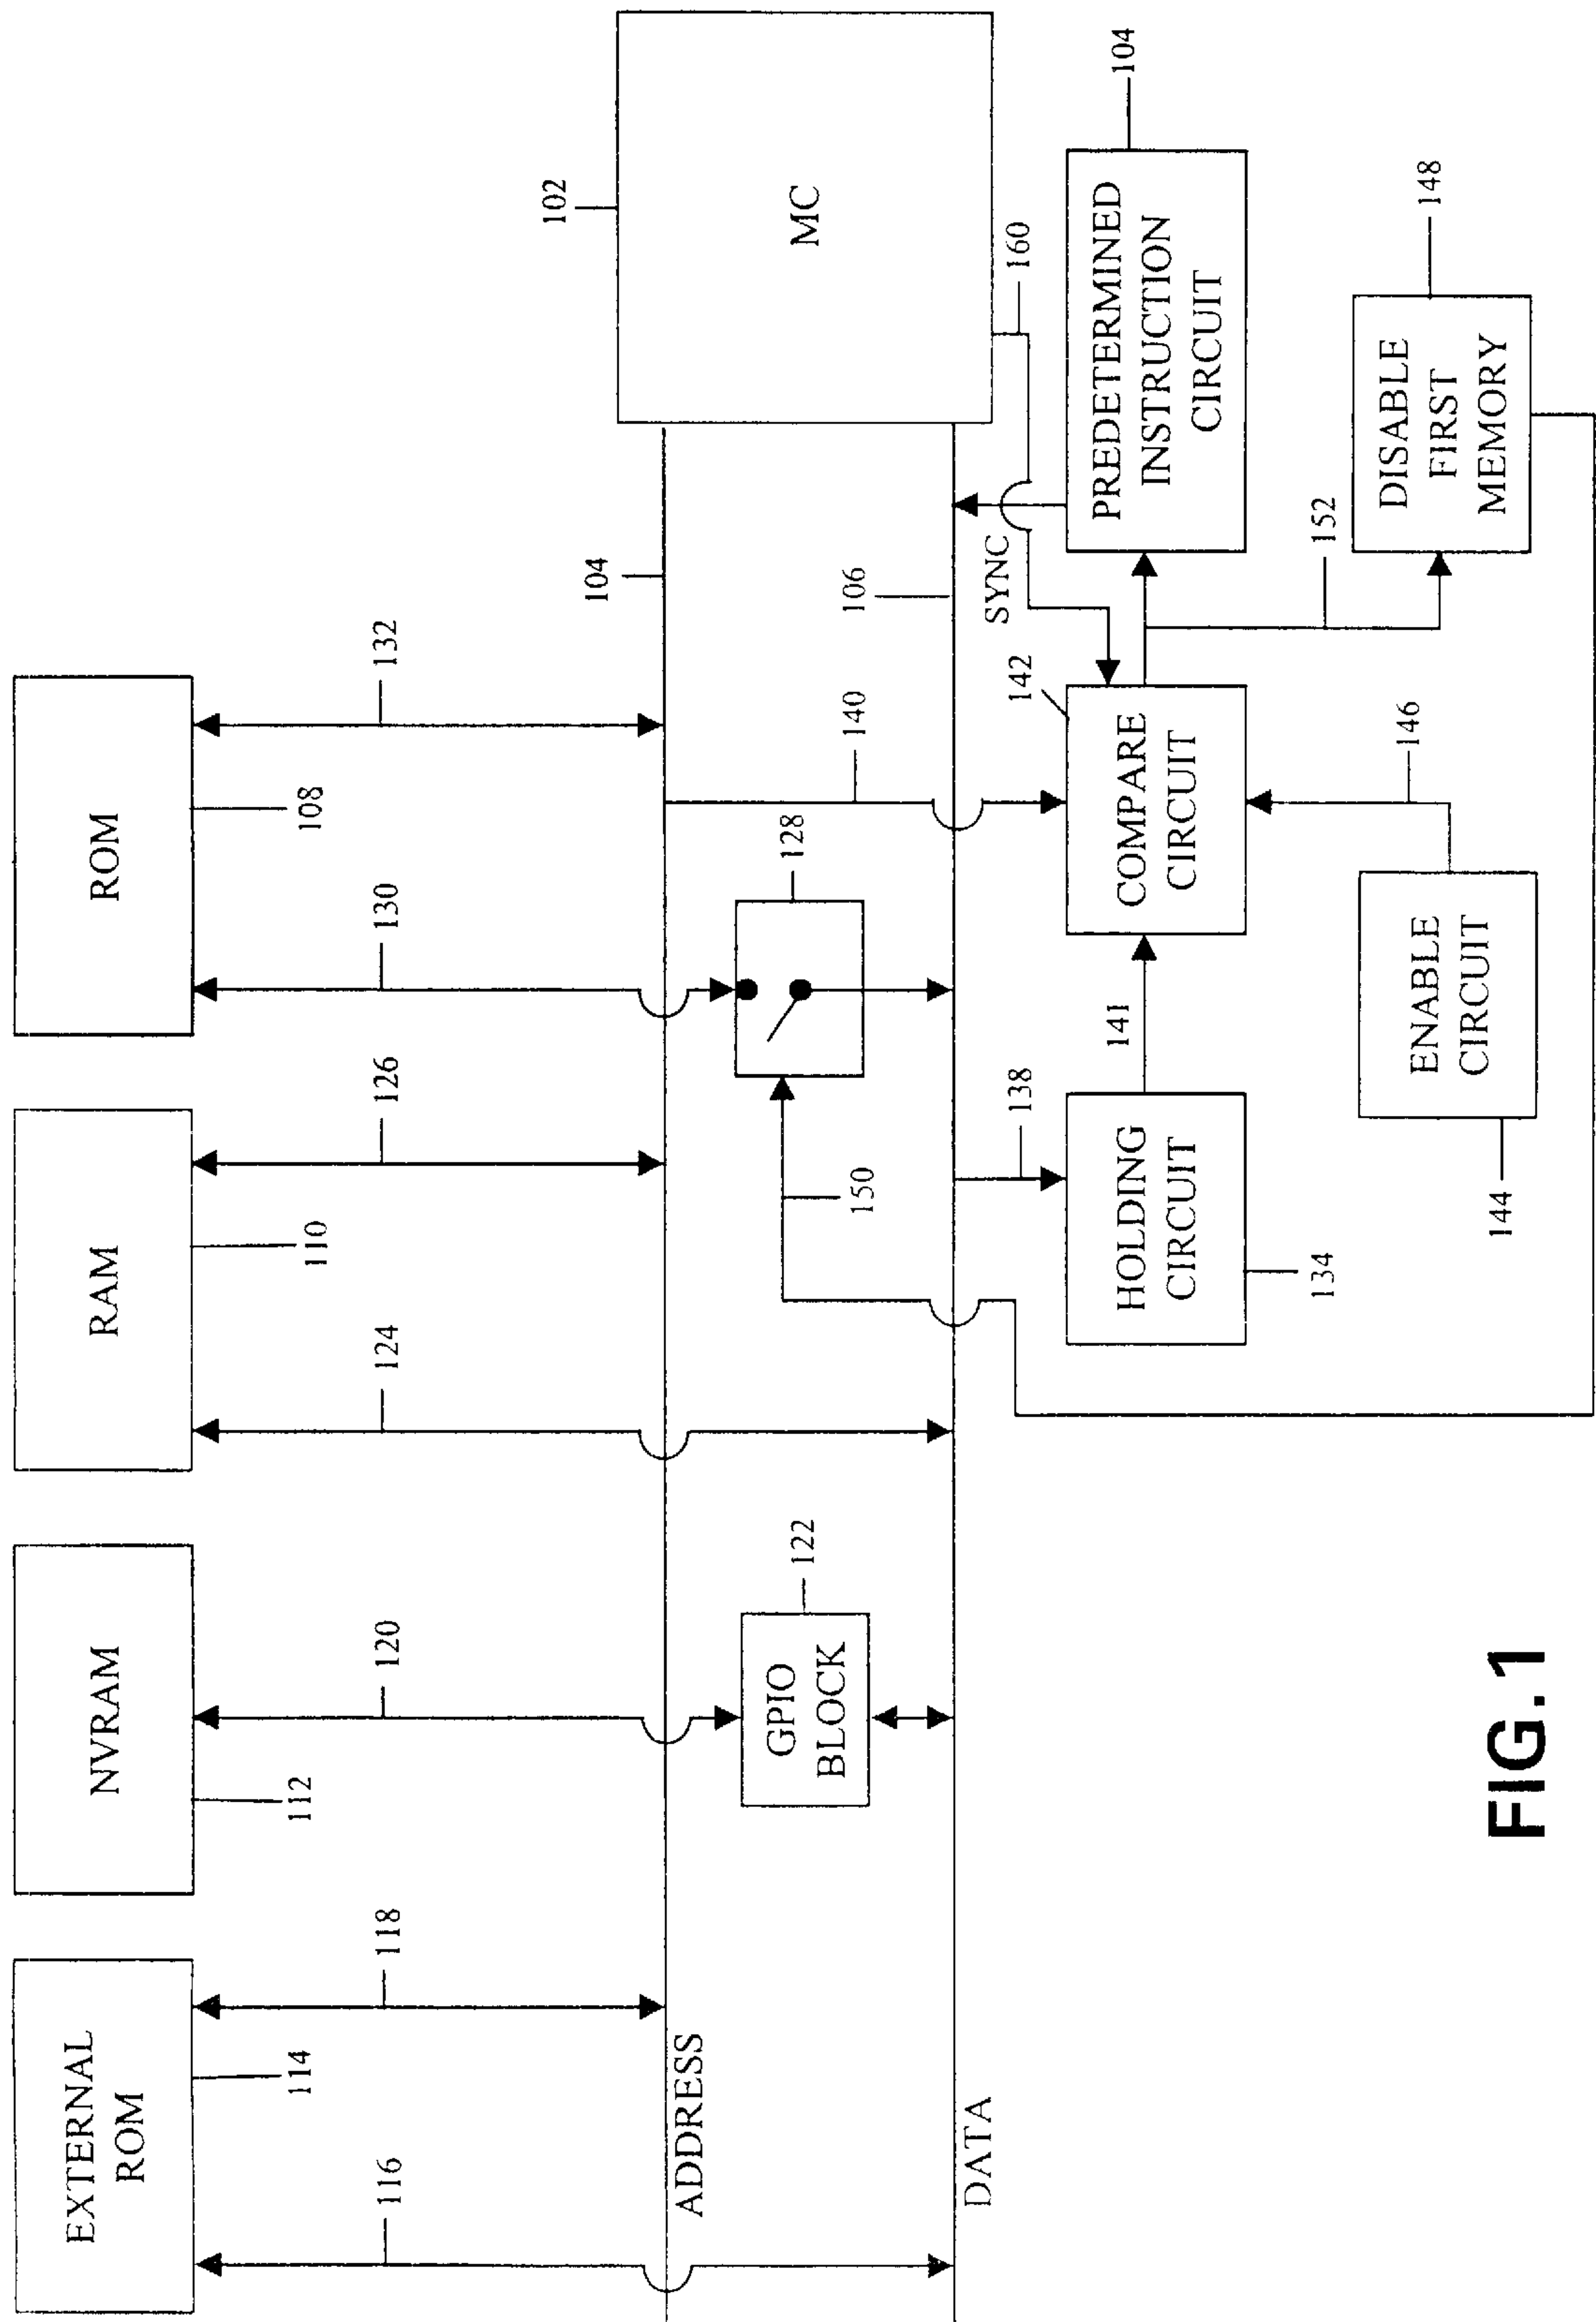 EXTERNAL
ROM
NVRAM
RAM
ROM
114
112
110
108
116
118
120
124
126
130
132
102
MC
104
ADDRESS
GPIO
BLOCK
122
150
128
140
106
160
DATA
SYNC
138
141
142
HOLDING
CIRCUIT
134
COMPARE
CIRCUIT
PREDETERMINED
INSTRUCTION
CIRCUIT
104
146
152
ENABLE
CIRCUIT
144
DISABLE
FIRST
MEMORY
148
FIG.1